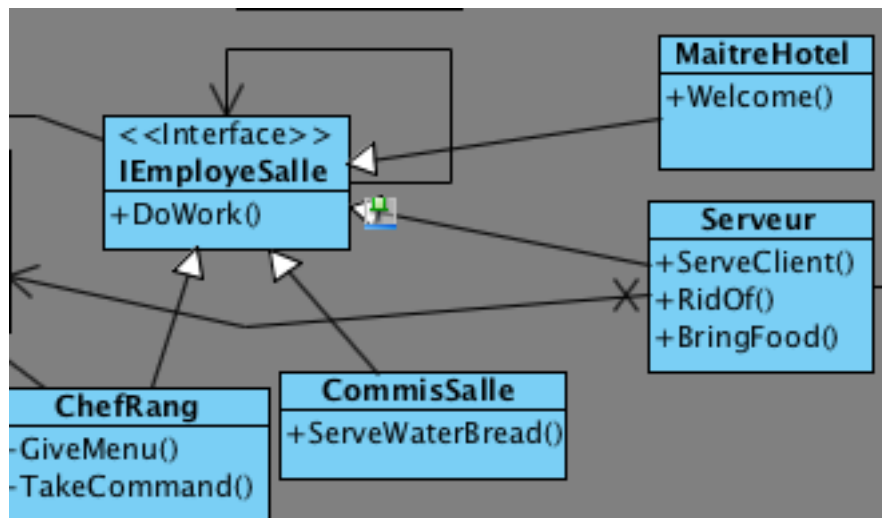 MaitreHotel
+Welcome()
<<Interface>>
IEmployeSalle
+DoWork()
Serveur
+ServeClient()
+RidOf()
+BringFood()
ChefRang
-GiveMenu()
-TakeCommand()
CommisSalle
+ServeWaterBread()